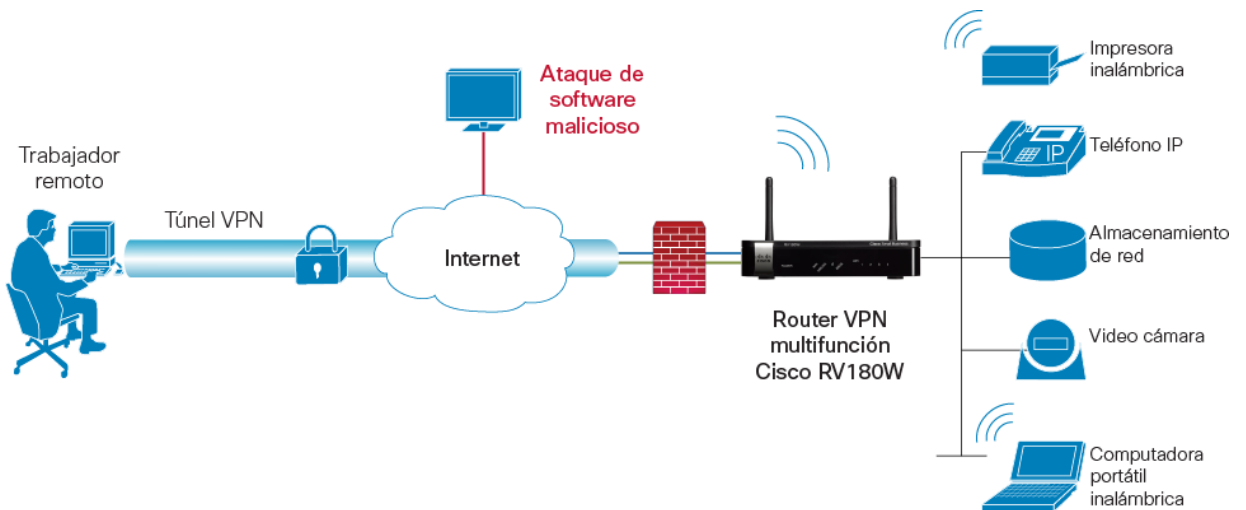 Trabajador
remoto
Túnel VPN
Ataque de
software
malicioso
Internet
Router VPN
multifunción
Cisco RV180W
Impresora
inalámbrica
Teléfono IP
IP
Almacenamiento
de red
Video cámara
Computadora
portátil
inalámbrica